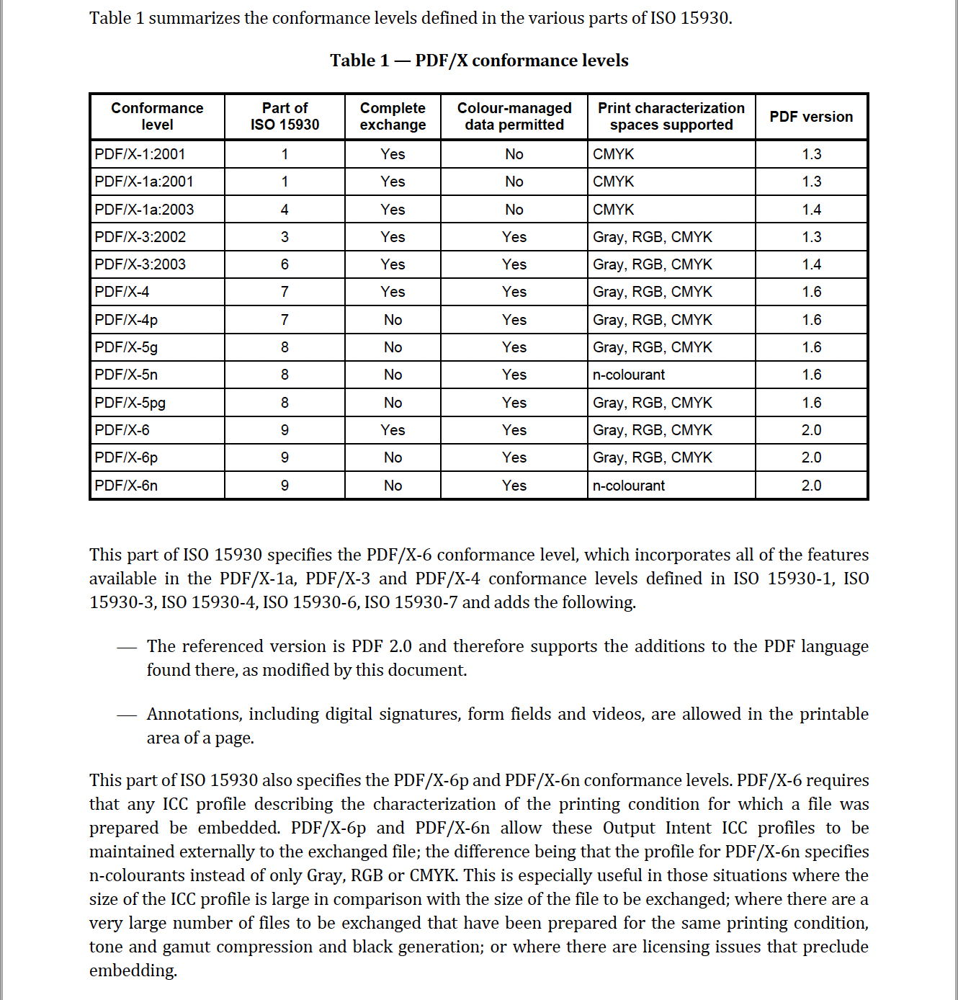 Table 1 summarizes the conformance levels defined in the various parts of ISO 15930.
Table 1 — PDF/X conformance levels
Conformance level Part of ISO 15930 Complete exchange Colour-managed data permitted Print characterization spaces supported PDF version
PDF/X-1:2001 1 Yes No CMYK 1.3
PDF/X-1a:2001 1 Yes No CMYK 1.3
PDF/X-1a:2003 4 Yes No CMYK 1.4
PDF/X-3:2002 3 Yes Yes Gray, RGB, CMYK 1.3
PDF/X-3:2003 6 Yes Yes Gray, RGB, CMYK 1.4
PDF/X-4 7 Yes Yes Gray, RGB, CMYK 1.6
PDF/X-4p 7 No Yes Gray, RGB, CMYK 1.6
PDF/X-5g 8 No Yes Gray, RGB, CMYK 1.6
PDF/X-5n 8 No Yes n-colourant 1.6
PDF/X-5pg 8 No Yes Gray, RGB, CMYK 1.6
PDF/X-6 9 Yes Yes Gray, RGB, CMYK 2.0
PDF/X-6p 9 No Yes Gray, RGB, CMYK 2.0
PDF/X-6n 9 No Yes n-colourant 2.0
This part of ISO 15930 specifies the PDF/X-6 conformance level, which incorporates all of the features
available in the PDF/X-1a, PDF/X-3 and PDF/X-4 conformance levels defined in ISO 15930-1, ISO
15930-3, ISO 15930-4, ISO 15930-6, ISO 15930-7 and adds the following.
— The referenced version is PDF 2.0 and therefore supports the additions to the PDF language
found there, as modified by this document.
— Annotations, including digital signatures, form fields and videos, are allowed in the printable
area of a page.
This part of ISO 15930 also specifies the PDF/X-6p and PDF/X-6n conformance levels. PDF/X-6 requires
that any ICC profile describing the characterization of the printing condition for which a file was
prepared be embedded. PDF/X-6p and PDF/X-6n allow these Output Intent ICC profiles to be
maintained externally to the exchanged file; the difference being that the profile for PDF/X-6n specifies
n-colourants instead of only Gray, RGB or CMYK. This is especially useful in those situations where the
size of the ICC profile is large in comparison with the size of the file to be exchanged; where there are a
very large number of files to be exchanged that have been prepared for the same printing condition,
tone and gamut compression and black generation; or where there are licensing issues that preclude
embedding.